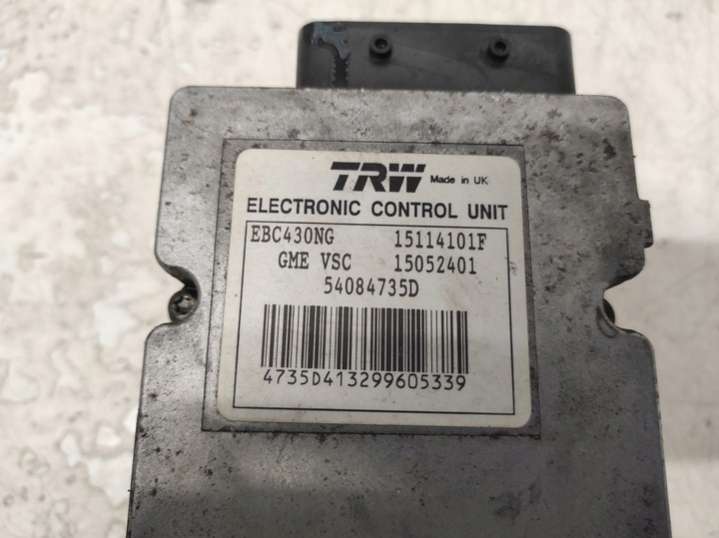 TRW Made in UK
ELECTRONIC CONTROL UNIT
EBC430NG 15114101F
GME VSC 15052401
54084735D
4735D413299605339